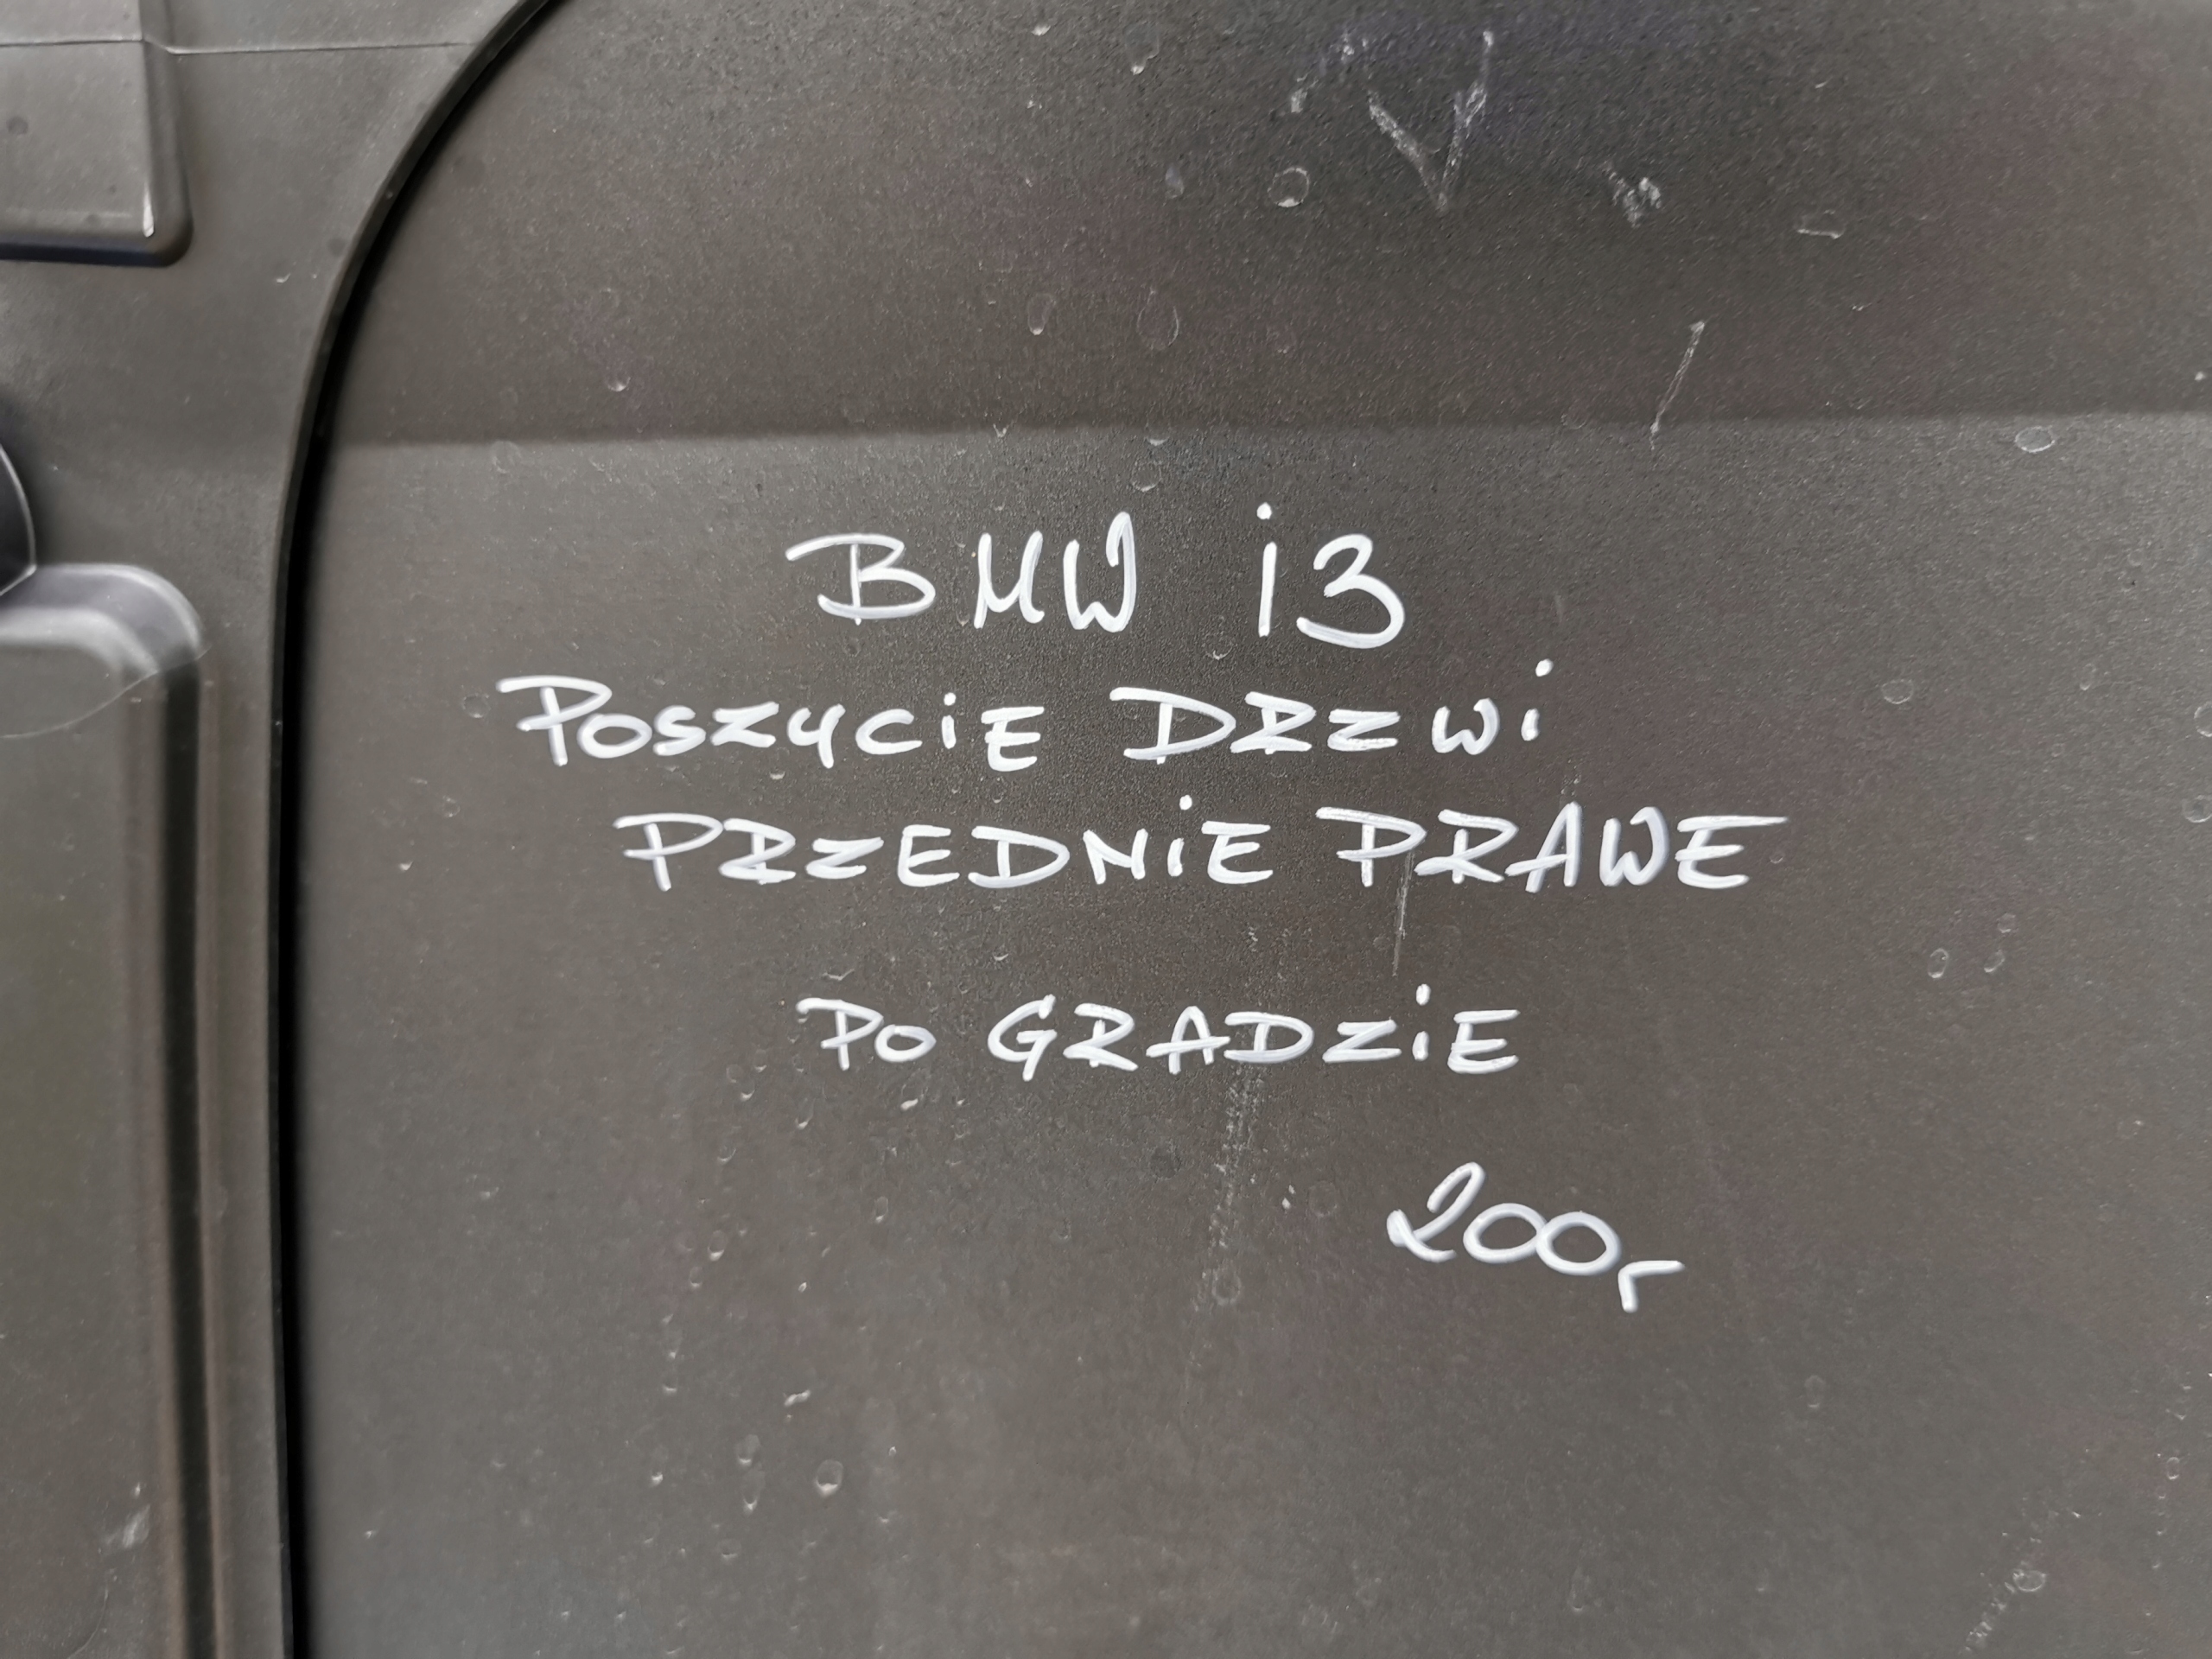 BMW i3
POSZYCiE DRZWi
PRZEDNiE PRAWE
PO GRADZiE
200,-